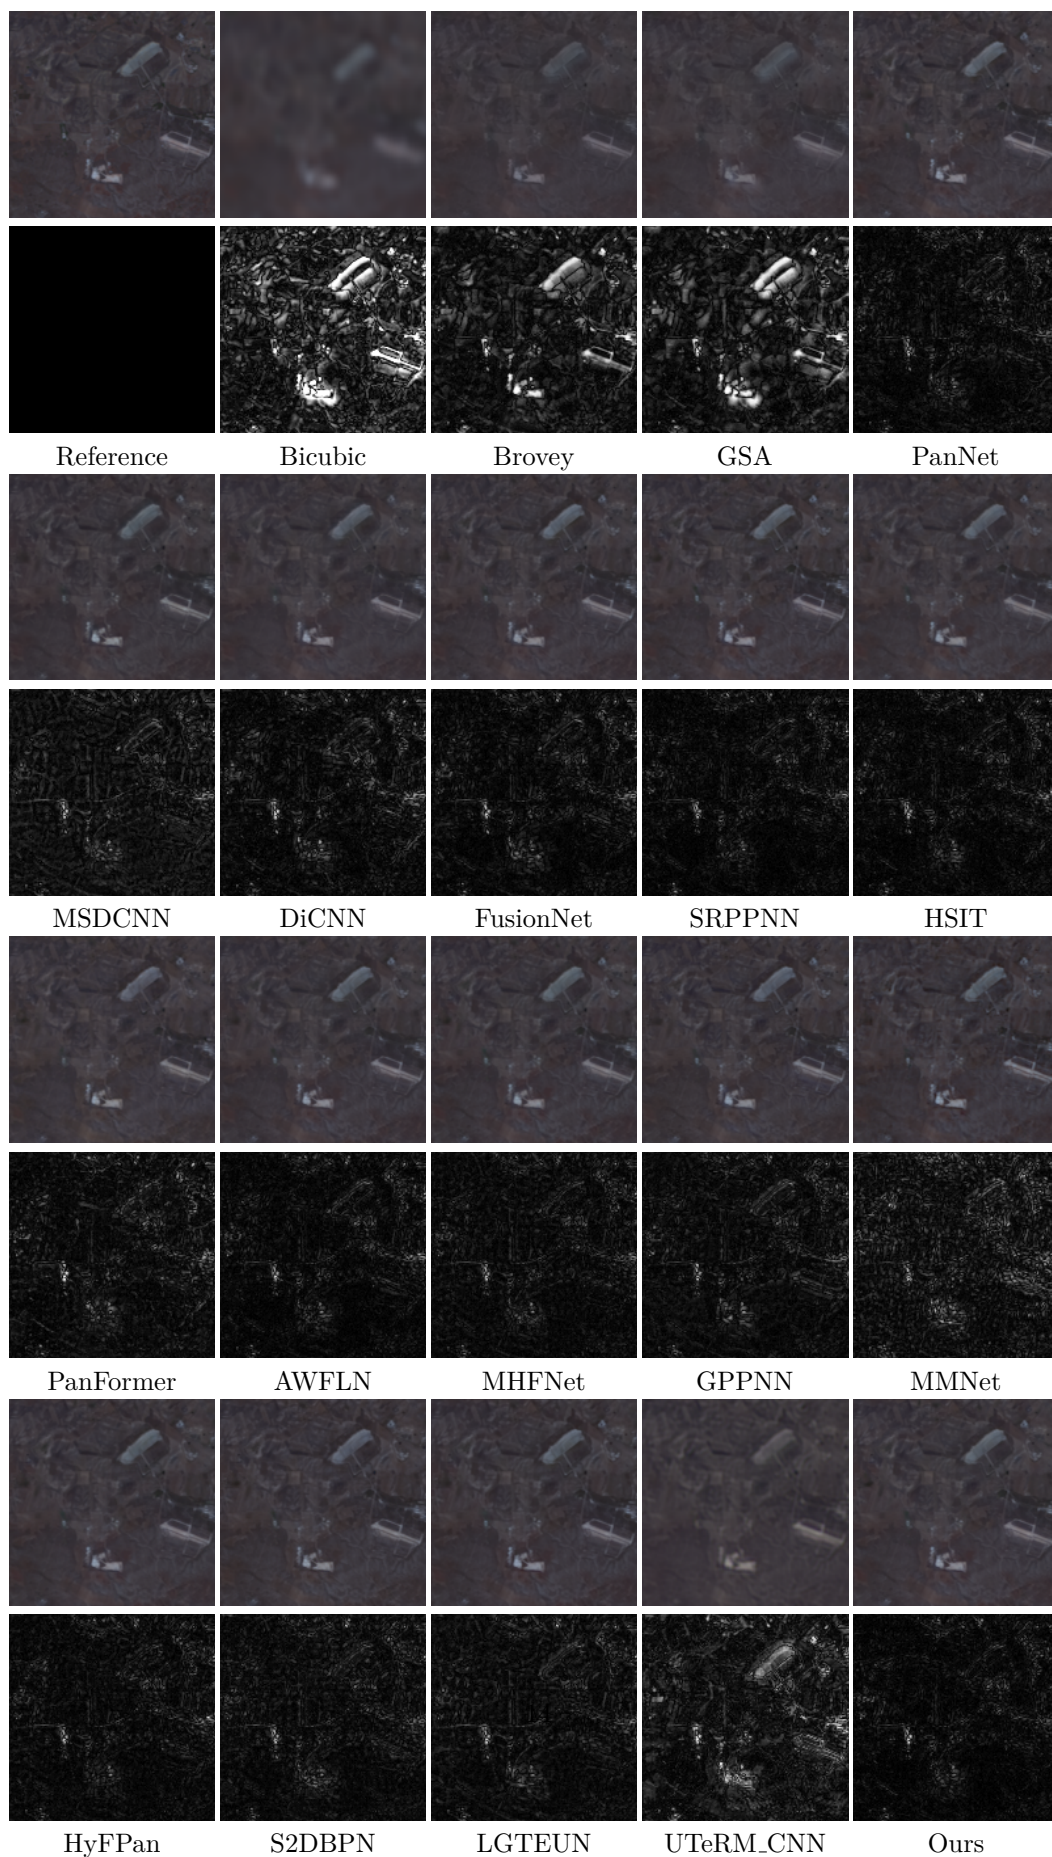 Reference Bicubic Brovey GSA PanNet
MSDCNN DiCNN FusionNet SRPPNN HSIT
PanFormer AWFLN MHFNet GPPNN MMNet
HyFPan S2DBPN LGTEUN UTeRM_CNN Ours